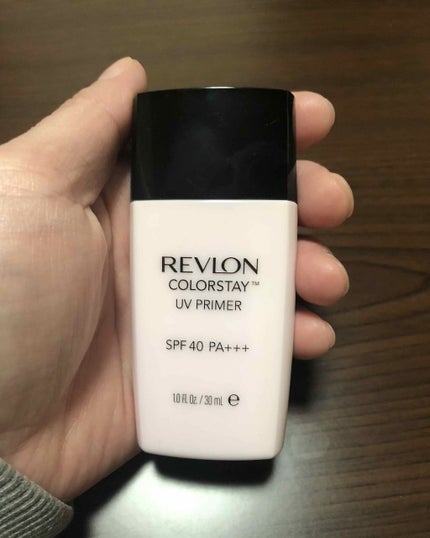 REVLON
COLORSTAY™
UV PRIMER
SPF 40 PA+++
1.0 fl. Oz. / 30 mL e